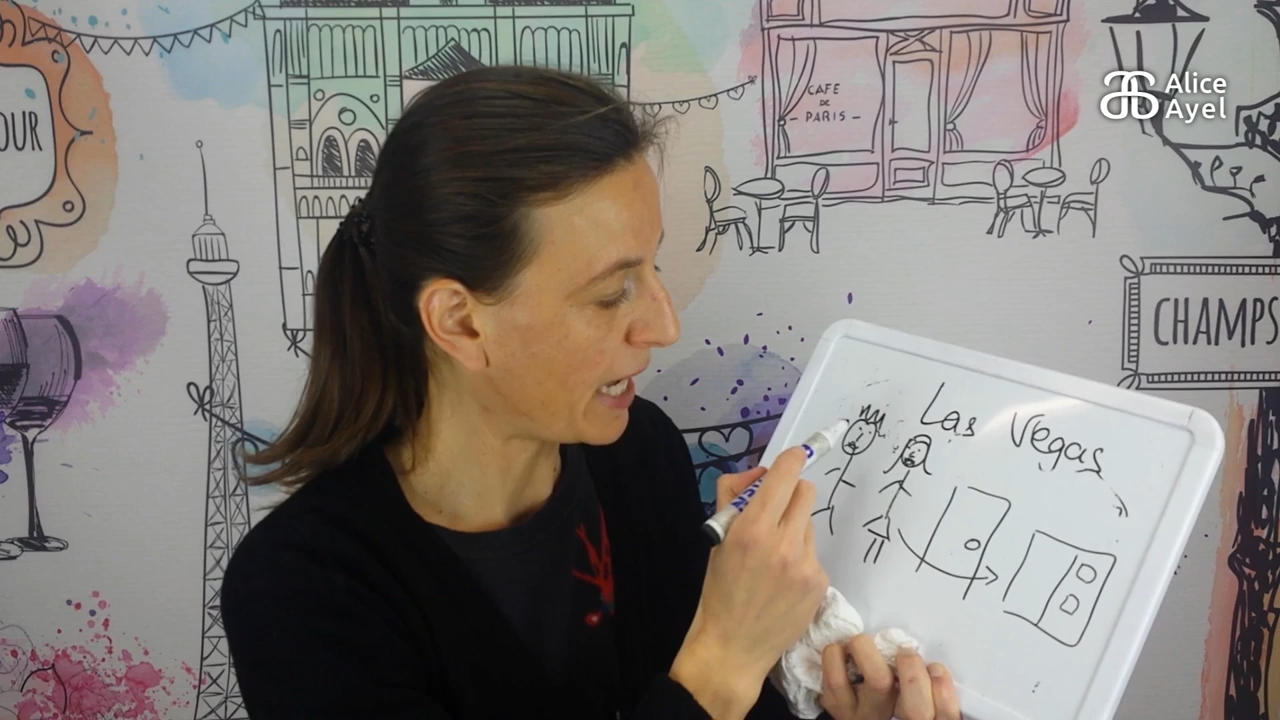 OUR
CAFE
DE
- PARIS -
Alice
Ayel
CHAMPS
Las Vegas